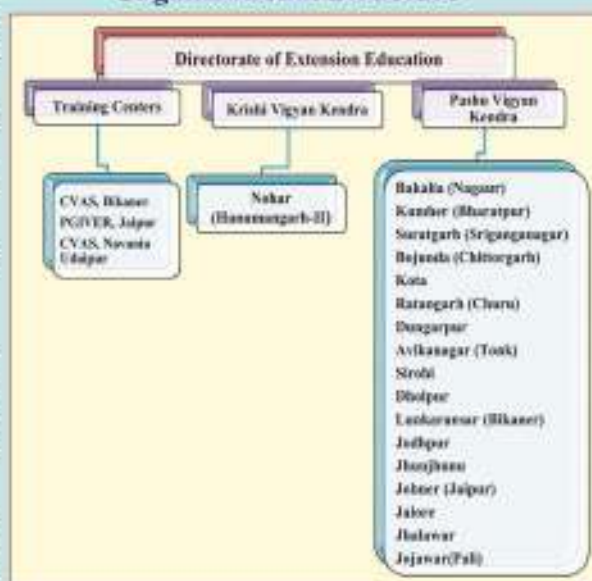 Directorate of Extension Education
Training Centers
Krishi Vigyan Kendra
Pashu Vigyan
Kendra
CVAS, Bikaner
PGIVER, Jaipur
CVAS, Navania
Udaipur
Nohar
(Hanumangarh-II)
Bakalia (Nagaur)
Kumher (Bharatpur)
Suratgarh (Sriganganagar)
Bojunda (Chittorgarh)
Kota
Ratangarh (Churu)
Dungarpur
Avikanagar (Tonk)
Sirohi
Dholpur
Lunkaransar (Bikaner)
Jodhpur
Jhunjhunu
Jobner (Jaipur)
Jalore
Jhalawar
Jojawar(Pali)